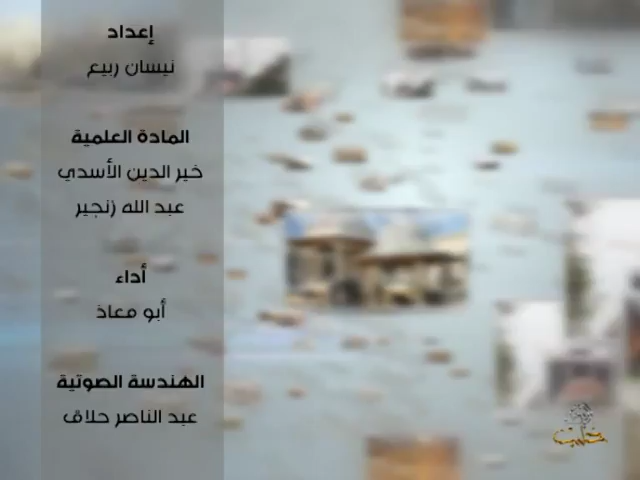 إعداد
نيسان ربيع
المادة العلمية
خير الدين الأسدي
عبد الله زنجير
أداء
أبو معاذ
الهندسة الصوتية
عبد الناصر حلاق
حلب